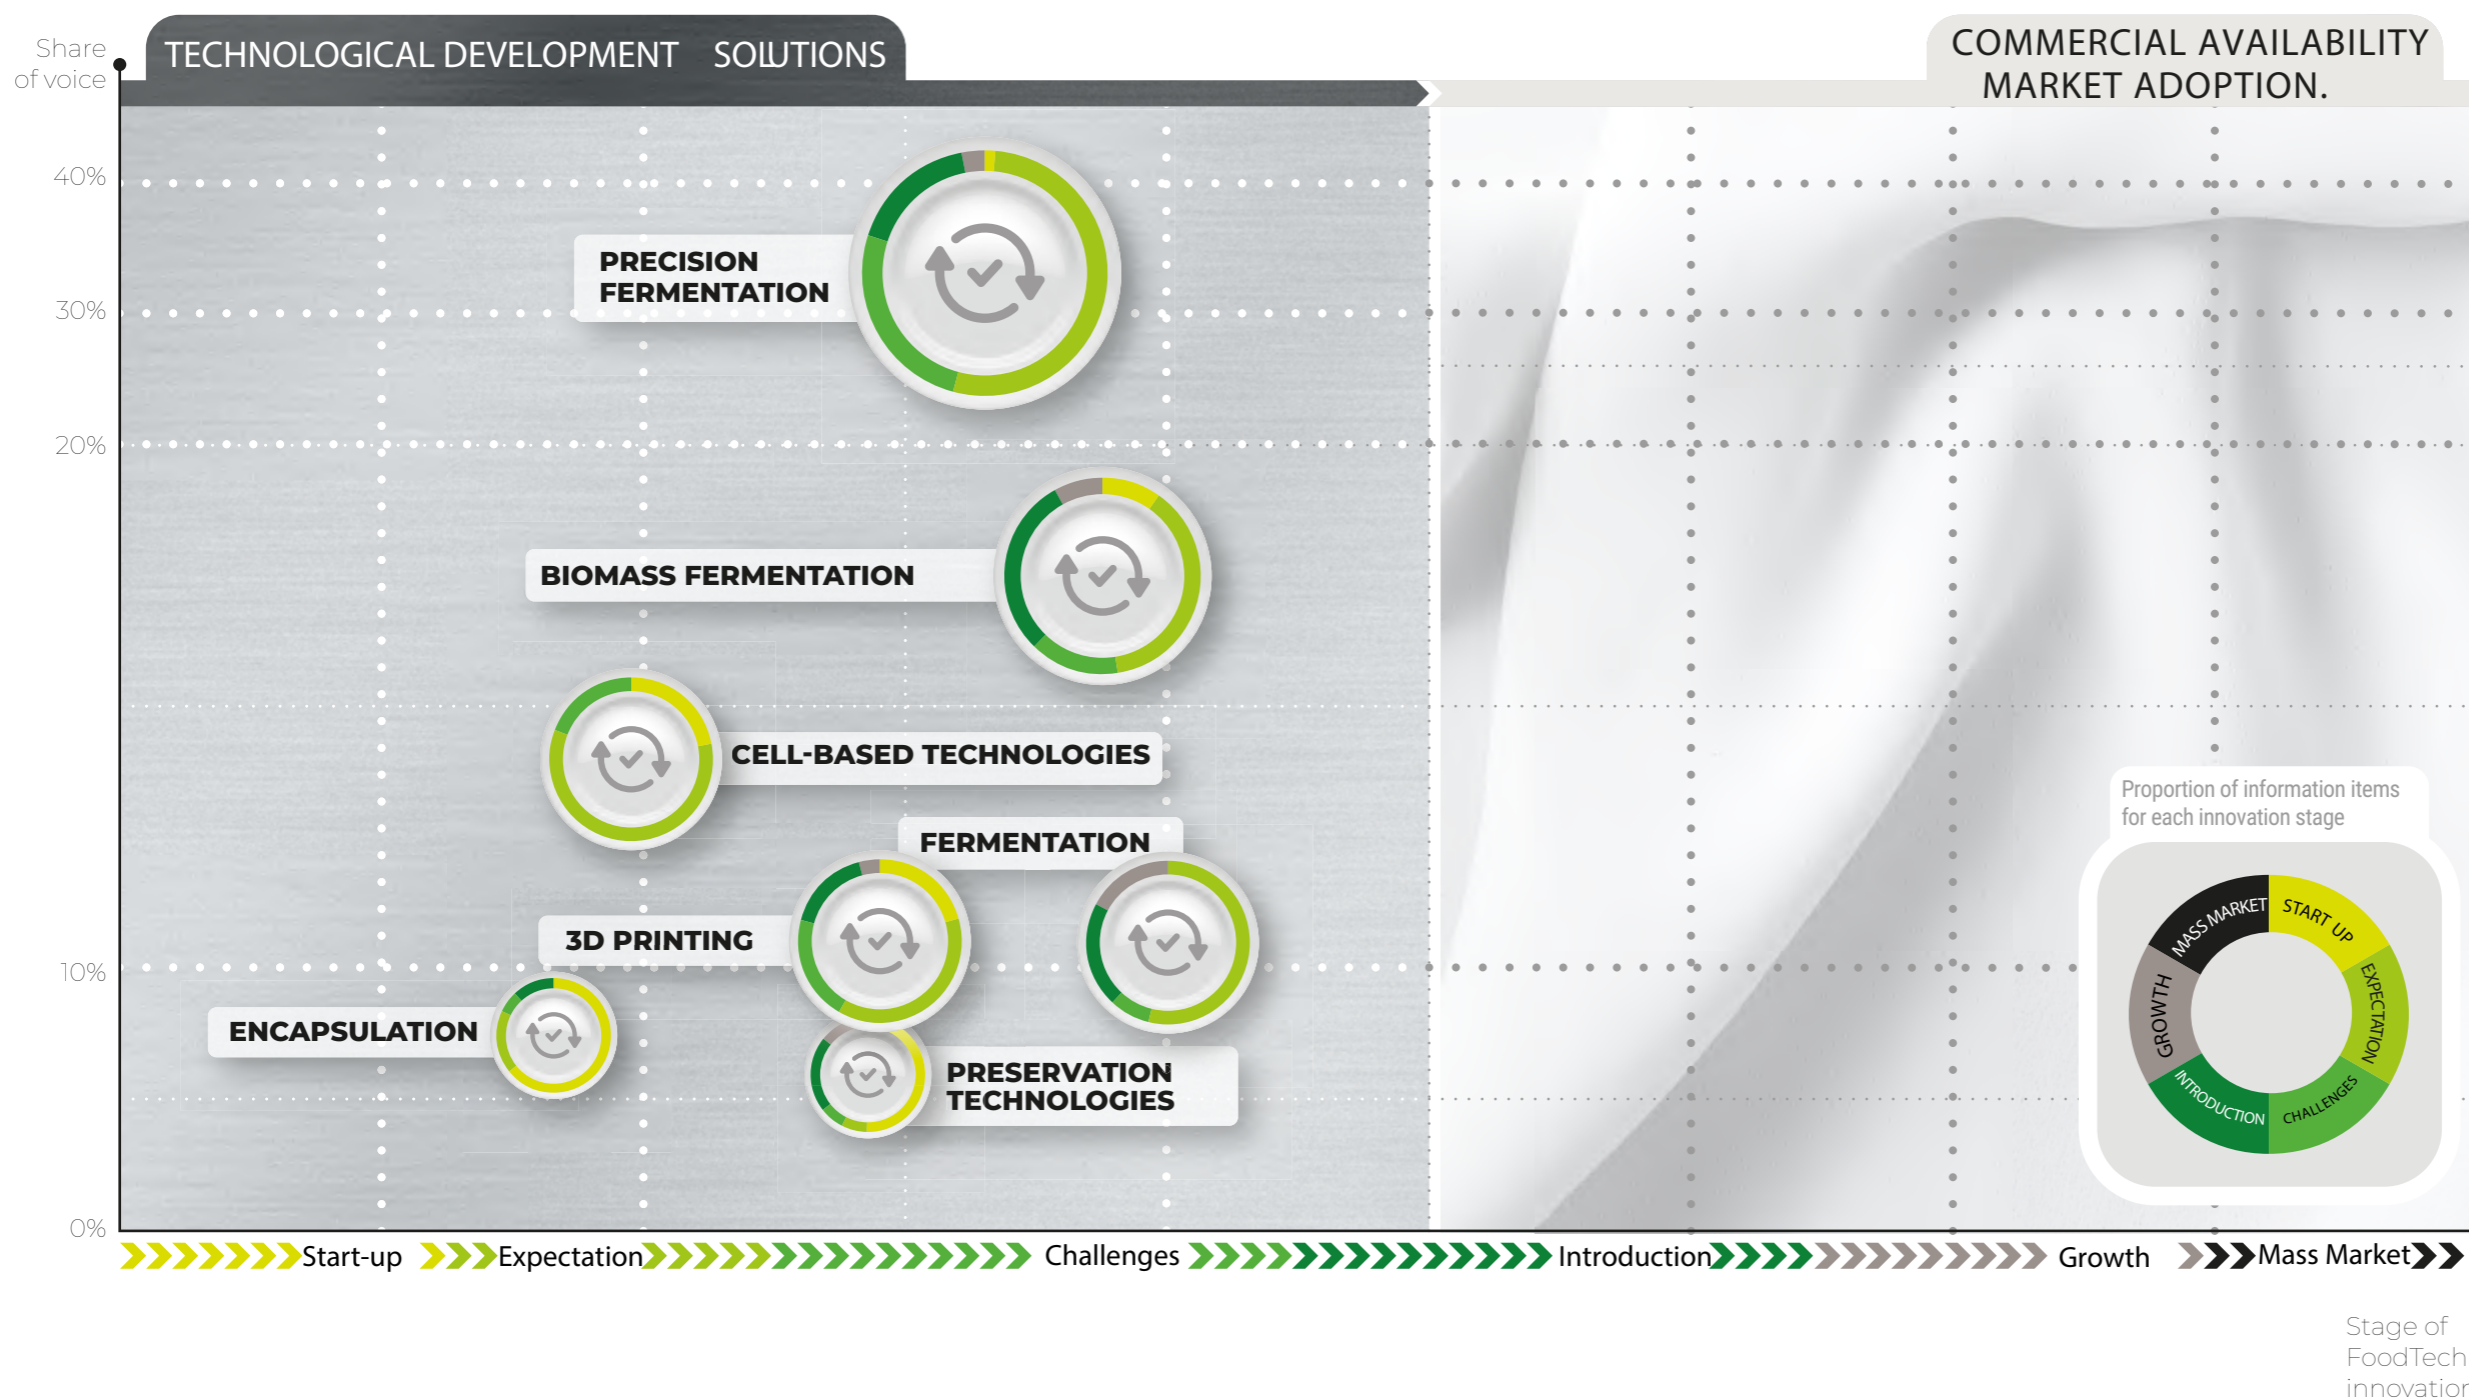 Share
of voice
TECHNOLOGICAL DEVELOPMENT SOLUTIONS
COMMERCIAL AVAILABILITY
MARKET ADOPTION.
40%
30%
20%
10%
0%
PRECISION
FERMENTATION
BIOMASS FERMENTATION
CELL-BASED TECHNOLOGIES
FERMENTATION
3D PRINTING
ENCAPSULATION
PRESERVATION
TECHNOLOGIES
Proportion of information items
for each innovation stage
START UP
EXPECTATION
CHALLENGES
INTRODUCTION
GROWTH
MASS MARKET
Start-up Expectation Challenges Introduction Growth Mass Market
Stage of
FoodTech
innovation